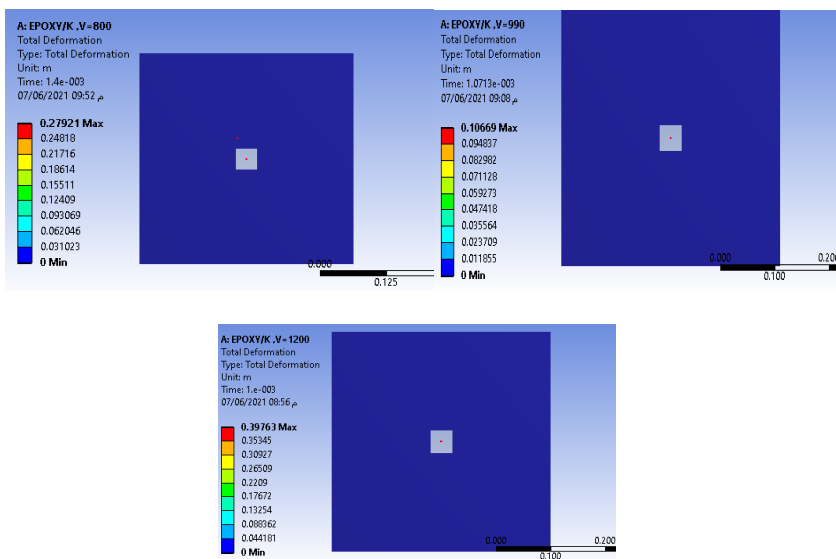 A: EPOXY/K ,V=800
Total Deformation
Type: Total Deformation
Unit: m
Time: 1.4e-003
07/06/2021 09:52 م
0.27921 Max
0.24818
0.21716
0.18614
0.15511
0.12409
0.093069
0.062046
0.031023
0 Min
0.000
0.125
A: EPOXY/K ,V=990
Total Deformation
Type: Total Deformation
Unit: m
Time: 1.0713e-003
07/06/2021 09:08 م
0.10669 Max
0.094837
0.082982
0.071128
0.059273
0.047418
0.035564
0.023709
0.011855
0 Min
0.000
0.200
0.100
A: EPOXY/K ,V=1200
Total Deformation
Type: Total Deformation
Unit: m
Time: 1.e-003
07/06/2021 08:56 م
0.39763 Max
0.35345
0.30927
0.26509
0.2209
0.17672
0.13254
0.088362
0.044181
0 Min
0.000
0.200
0.100